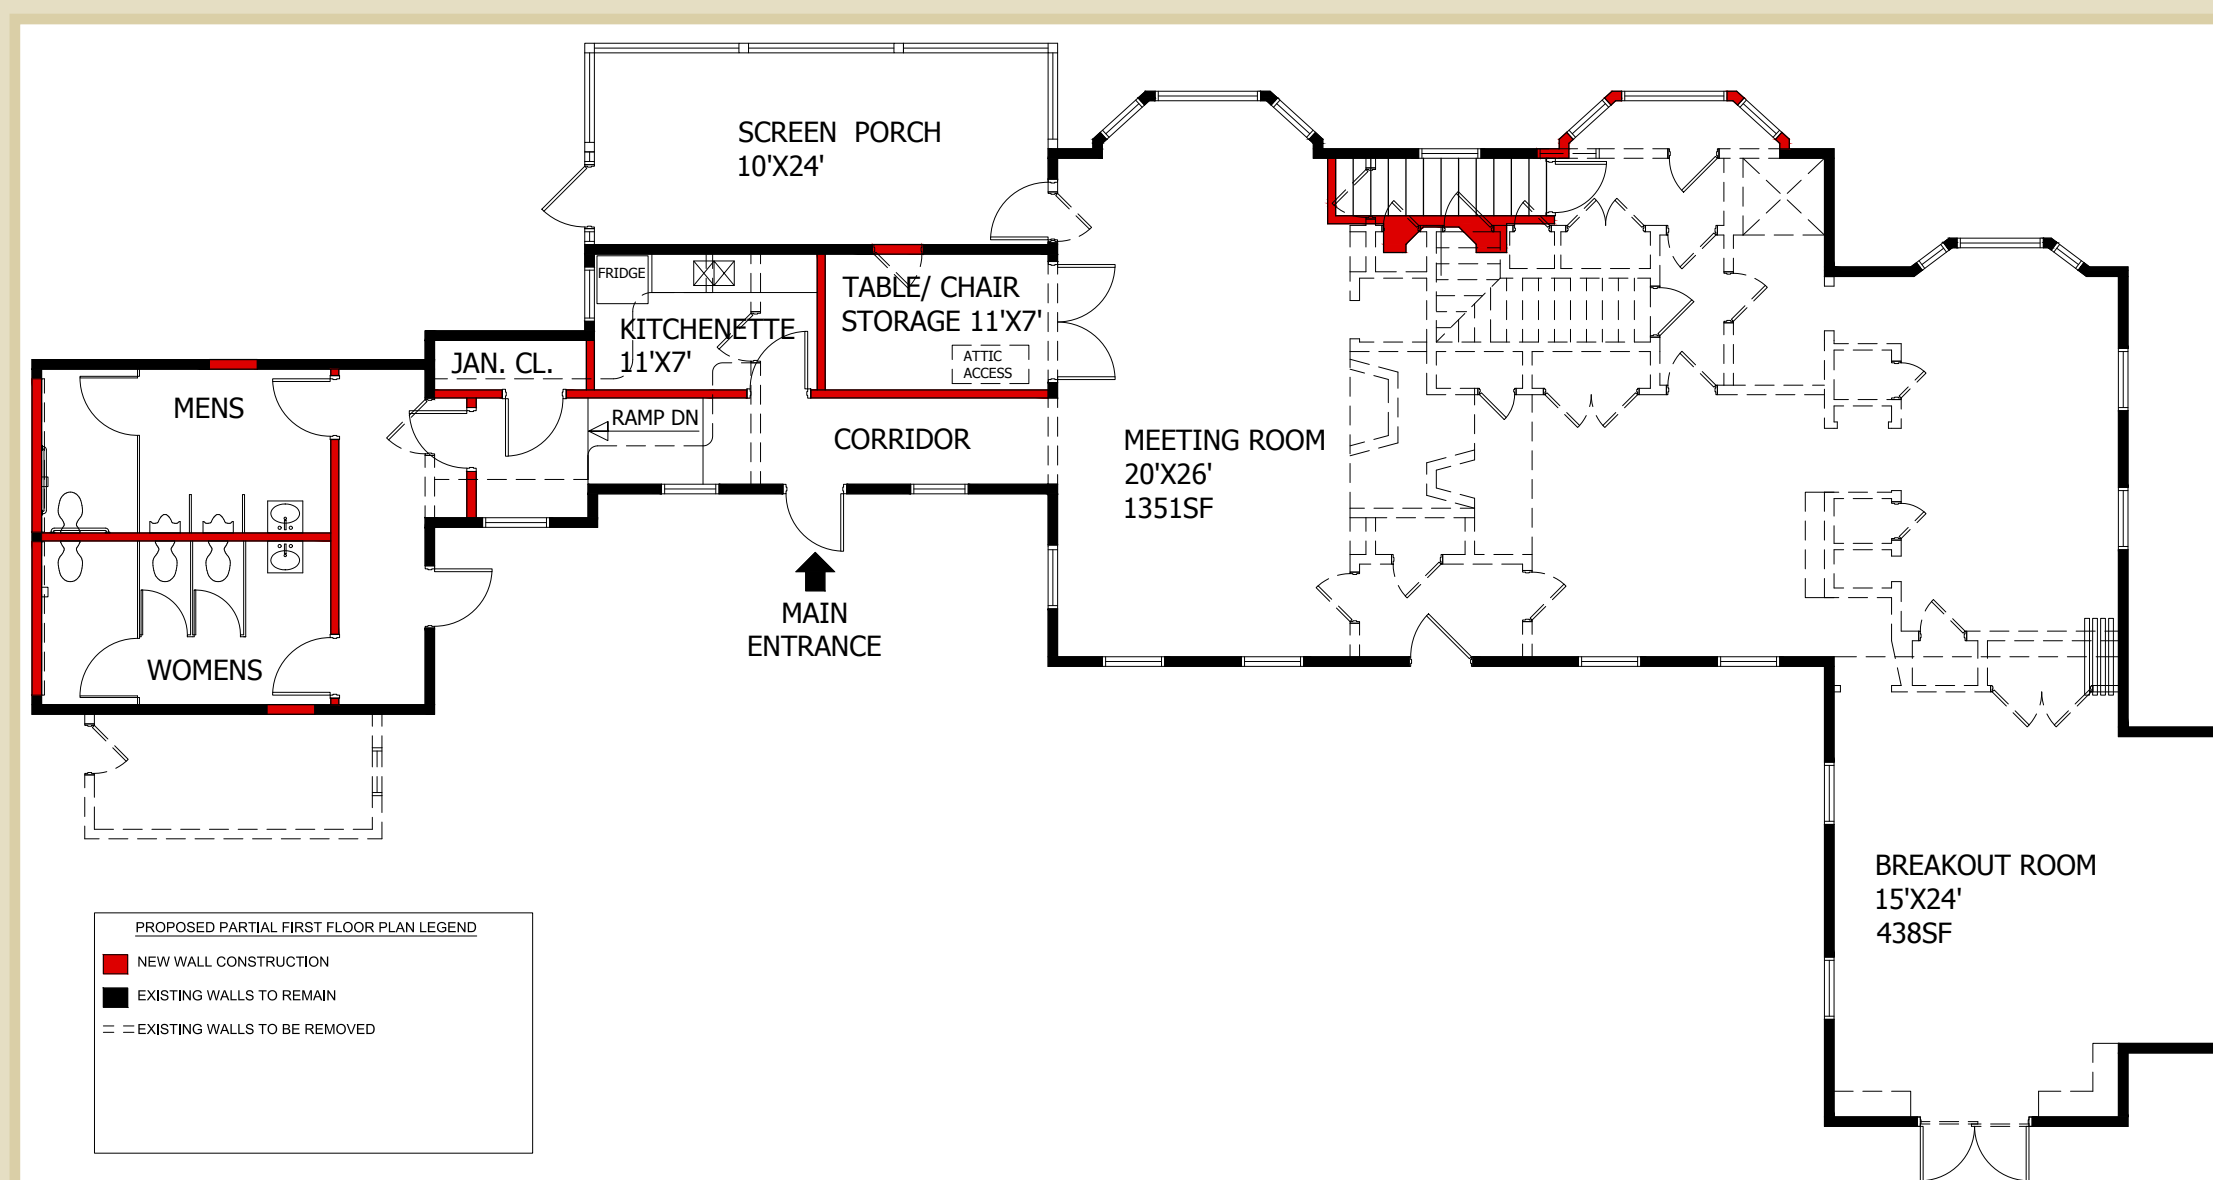 SCREEN PORCH
10'X24'
FRIDGE
KITCHENETTE
11'X7'
TABLE/ CHAIR
STORAGE 11'X7'
ATTIC
ACCESS
JAN. CL.
MENS
RAMP DN
CORRIDOR
MEETING ROOM
20'X26'
1351SF
MAIN
ENTRANCE
WOMENS
BREAKOUT ROOM
15'X24'
438SF
PROPOSED PARTIAL FIRST FLOOR PLAN LEGEND
NEW WALL CONSTRUCTION
EXISTING WALLS TO REMAIN
EXISTING WALLS TO BE REMOVED